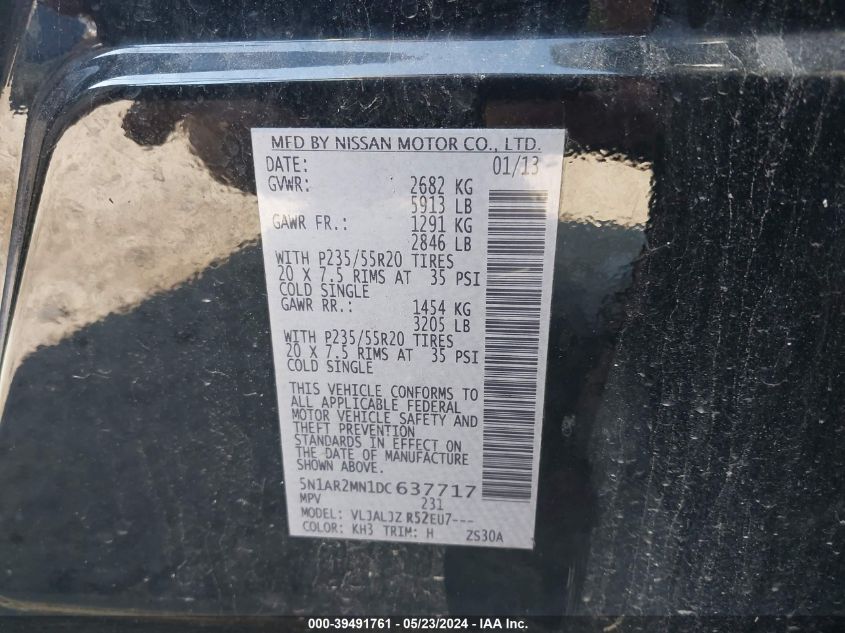 MFD BY NISSAN MOTOR CO., LTD.
DATE: 01/13
GVWR: 2682 KG
5913 LB
GAWR FR.: 1291 KG
2846 LB
WITH P235/55R20 TIRES
20 X 7.5 RIMS AT 35 PSI
COLD SINGLE
GAWR RR.: 1454 KG
3205 LB
WITH P235/55R20 TIRES
20 X 7.5 RIMS AT 35 PSI
COLD SINGLE
THIS VEHICLE CONFORMS TO
ALL APPLICABLE FEDERAL
MOTOR VEHICLE SAFETY AND
THEFT PREVENTION
STANDARDS IN EFFECT ON
THE DATE OF MANUFACTURE
SHOWN ABOVE.
5N1AR2MN1DC637717
MPV 231
MODEL: VLJALJZ R52EU7---
COLOR: KH3 TRIM: H ZS30A
000-39491761 - 05/23/2024 - IAA Inc.